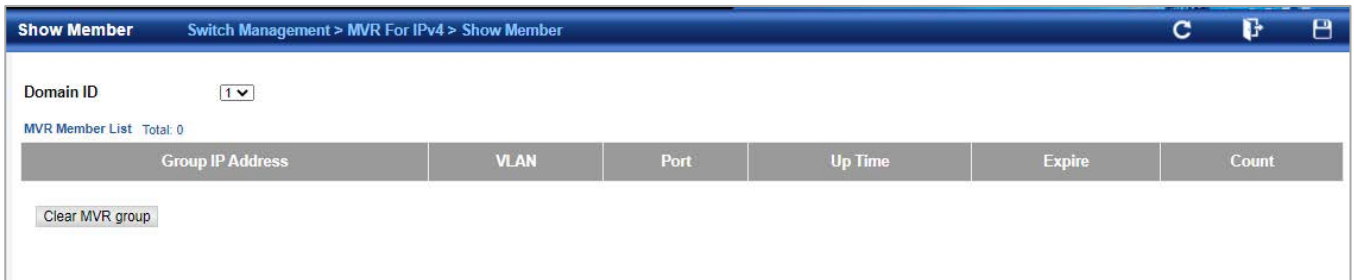 Show Member Switch Management > MVR For IPv4 > Show Member
Domain ID 1
MVR Member List Total: 0
Group IP Address VLAN Port Up Time Expire Count
Clear MVR group